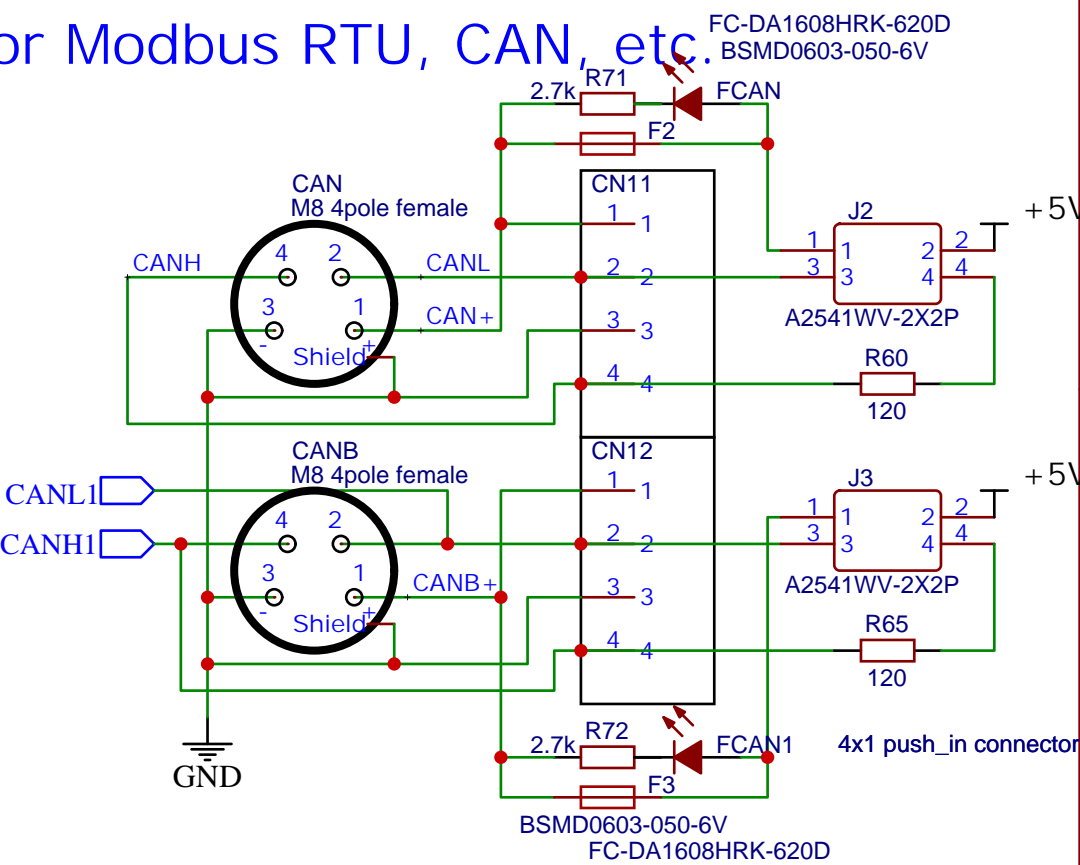 or Modbus RTU, CAN, etc.
FC-DA1608HRK-620D
BSMD0603-050-6V
R71
2.7k
FCAN
F2
CAN
M8 4pole female
CN11
1
1
J2
+5V
4
2
1
1
2
2
CANH
CANL
2
2
3
3
4
4
3
1
CAN+
3
3
A2541WV-2X2P
-
+
Shield
R60
4
4
120
CANB
M8 4pole female
CN12
1
1
J3
+5V
CANL1
4
2
1
1
2
2
CANH1
2
2
3
3
4
4
3
1
CANB+
3
3
A2541WV-2X2P
-
+
Shield
R65
4
4
120
R72
2.7k
FCAN1
4x1 push_in connector
GND
F3
BSMD0603-050-6V
FC-DA1608HRK-620D